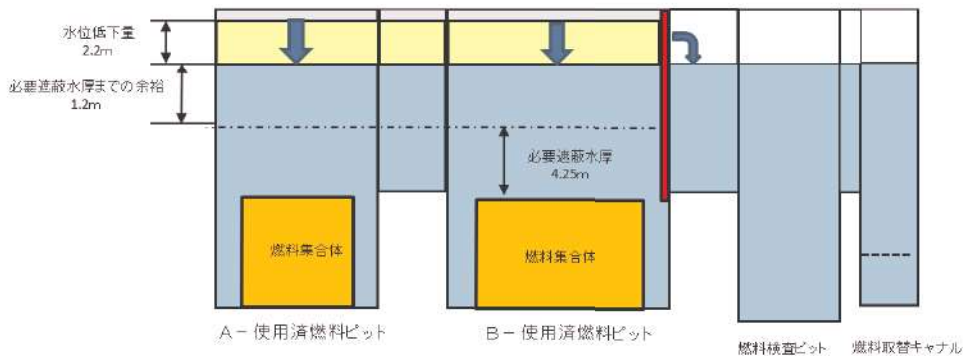 水位低下量
2.2m
必要遮蔽水厚までの余裕
1.2m
必要遮蔽水厚
4.25m
燃料集合体
燃料集合体
A-使用済燃料ピット
B-使用済燃料ピット
燃料検査ピット
燃料取替キャナル